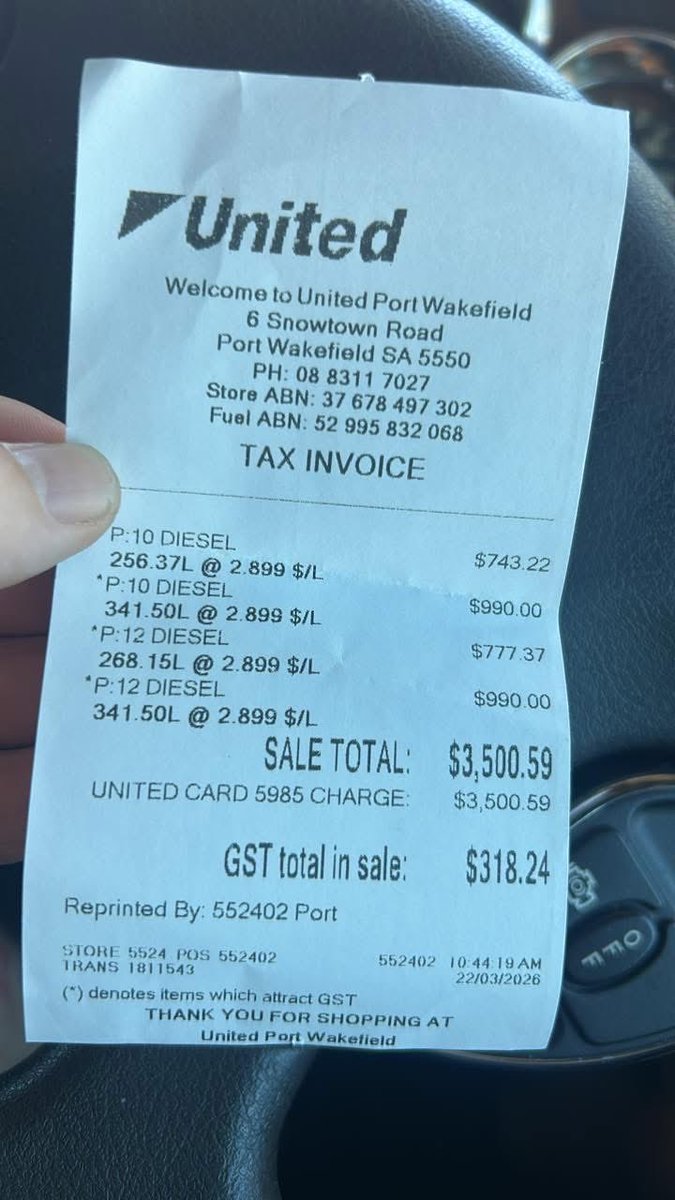 United
Welcome to United Port Wakefield
6 Snowtown Road
Port Wakefield SA 5550
PH: 08 8311 7027
Store ABN: 37 678 497 302
Fuel ABN: 52 995 832 068
TAX INVOICE
P:10 DIESEL
256.37L @ 2.899 $/L $743.22
*P:10 DIESEL
341.50L @ 2.899 $/L $990.00
*P:12 DIESEL
268.15L @ 2.899 $/L $777.37
*P:12 DIESEL
341.50L @ 2.899 $/L $990.00
SALE TOTAL: $3,500.59
UNITED CARD 5985 CHARGE: $3,500.59
GST total in sale: $318.24
Reprinted By: 552402 Port
STORE 5524 POS 552402 552402 10:44:19 AM
TRANS 1811543 22/03/2026
(*) denotes items which attract GST
THANK YOU FOR SHOPPING AT
United Port Wakefield
OFF